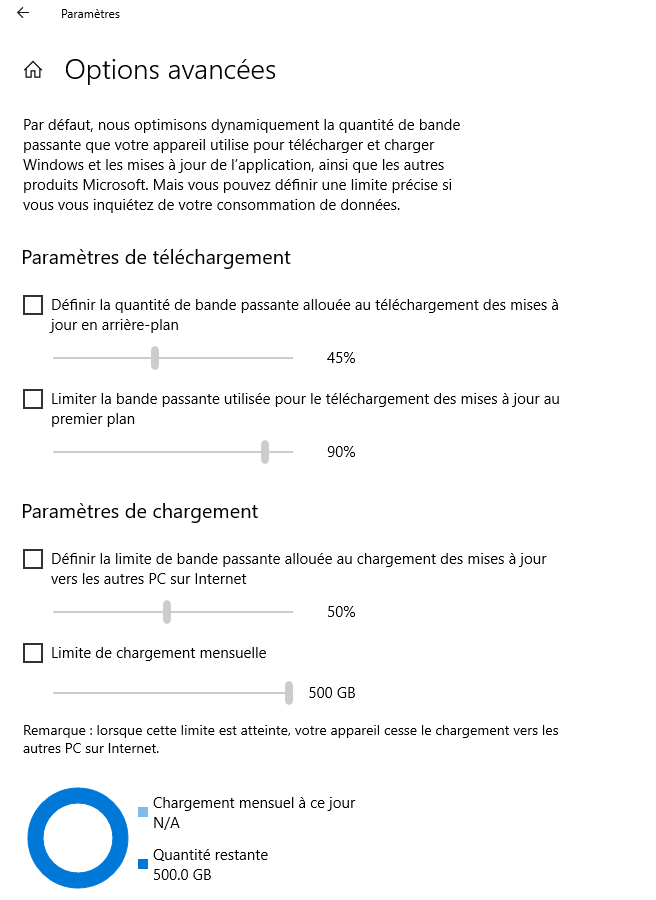 Paramètres
Options avancées
Par défaut, nous optimisons dynamiquement la quantité de bande
passante que votre appareil utilise pour télécharger et charger
Windows et les mises à jour de l’application, ainsi que les autres
produits Microsoft. Mais vous pouvez définir une limite précise si
vous vous inquiétez de votre consommation de données.
Paramètres de téléchargement
Définir la quantité de bande passante allouée au téléchargement des mises à
jour en arrière-plan
45%
Limiter la bande passante utilisée pour le téléchargement des mises à jour au
premier plan
90%
Paramètres de chargement
Définir la limite de bande passante allouée au chargement des mises à jour
vers les autres PC sur Internet
50%
Limite de chargement mensuelle
500 GB
Remarque : lorsque cette limite est atteinte, votre appareil cesse le chargement vers les
autres PC sur Internet.
Chargement mensuel à ce jour
N/A
Quantité restante
500.0 GB